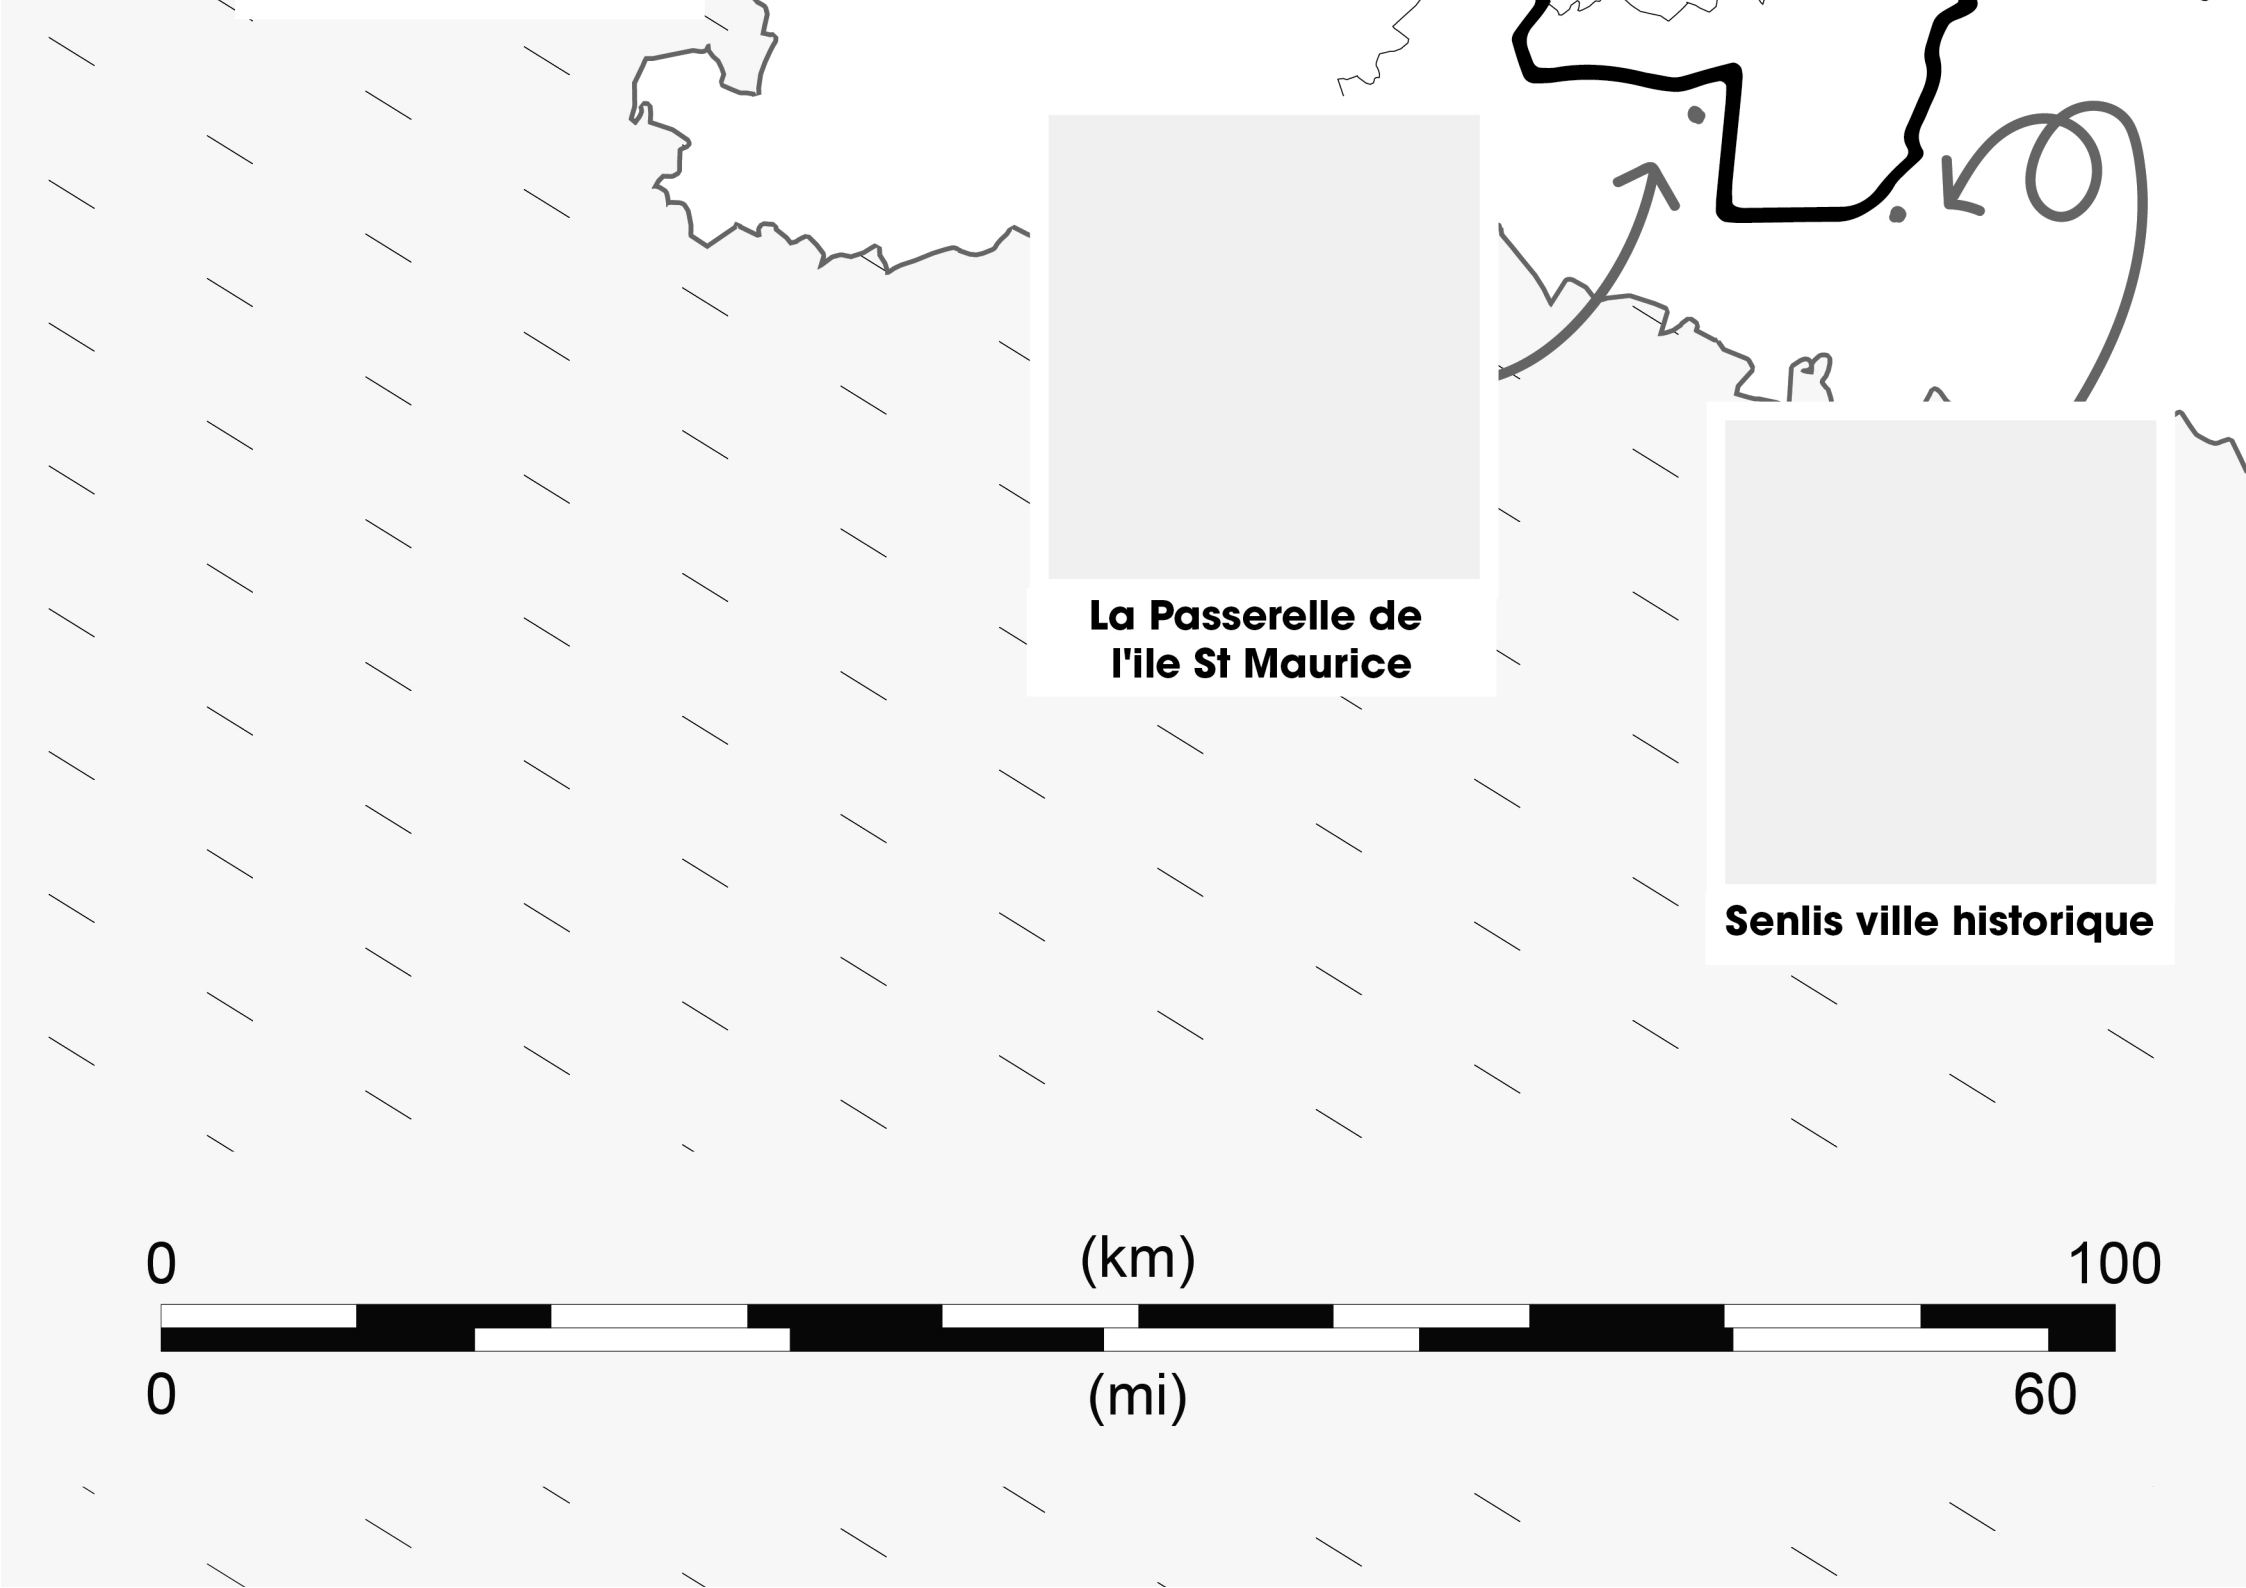 La Passerelle de
l'ile St Maurice
Senlis ville historique
0 (km) 100
0 (mi) 60